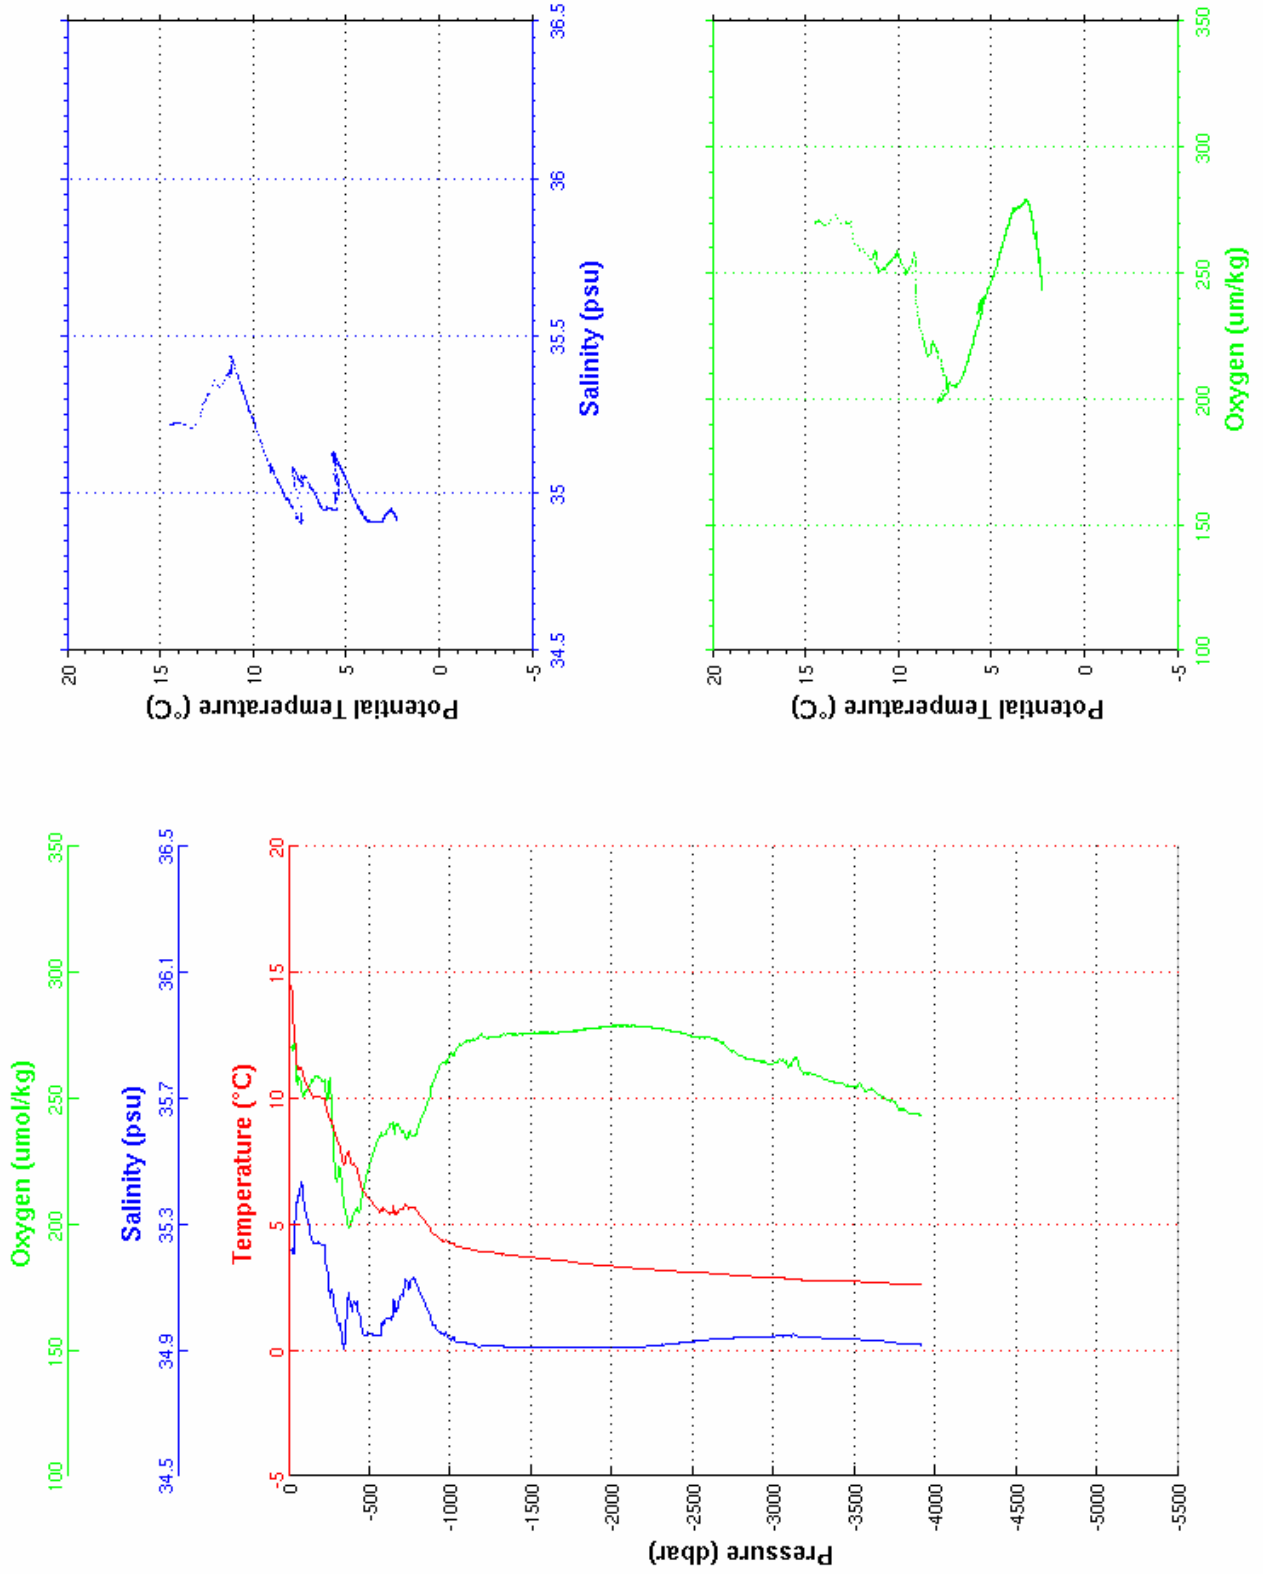 Oxygen (umol/kg)
100 150 200 250 300 350
Salinity (psu)
34.5 34.9 35.3 35.7 36.1 36.5
Temperature (°C)
-5 0 5 10 15 20
Pressure (dbar)
0
-500
-1000
-1500
-2000
-2500
-3000
-3500
-4000
-4500
-5000
-5500
Potential Temperature (°C)
20
15
10
5
0
-5
34.5 35 35.5 36 36.5
Salinity (psu)
Potential Temperature (°C)
20
15
10
5
0
-5
100 150 200 250 300 350
Oxygen (um/kg)